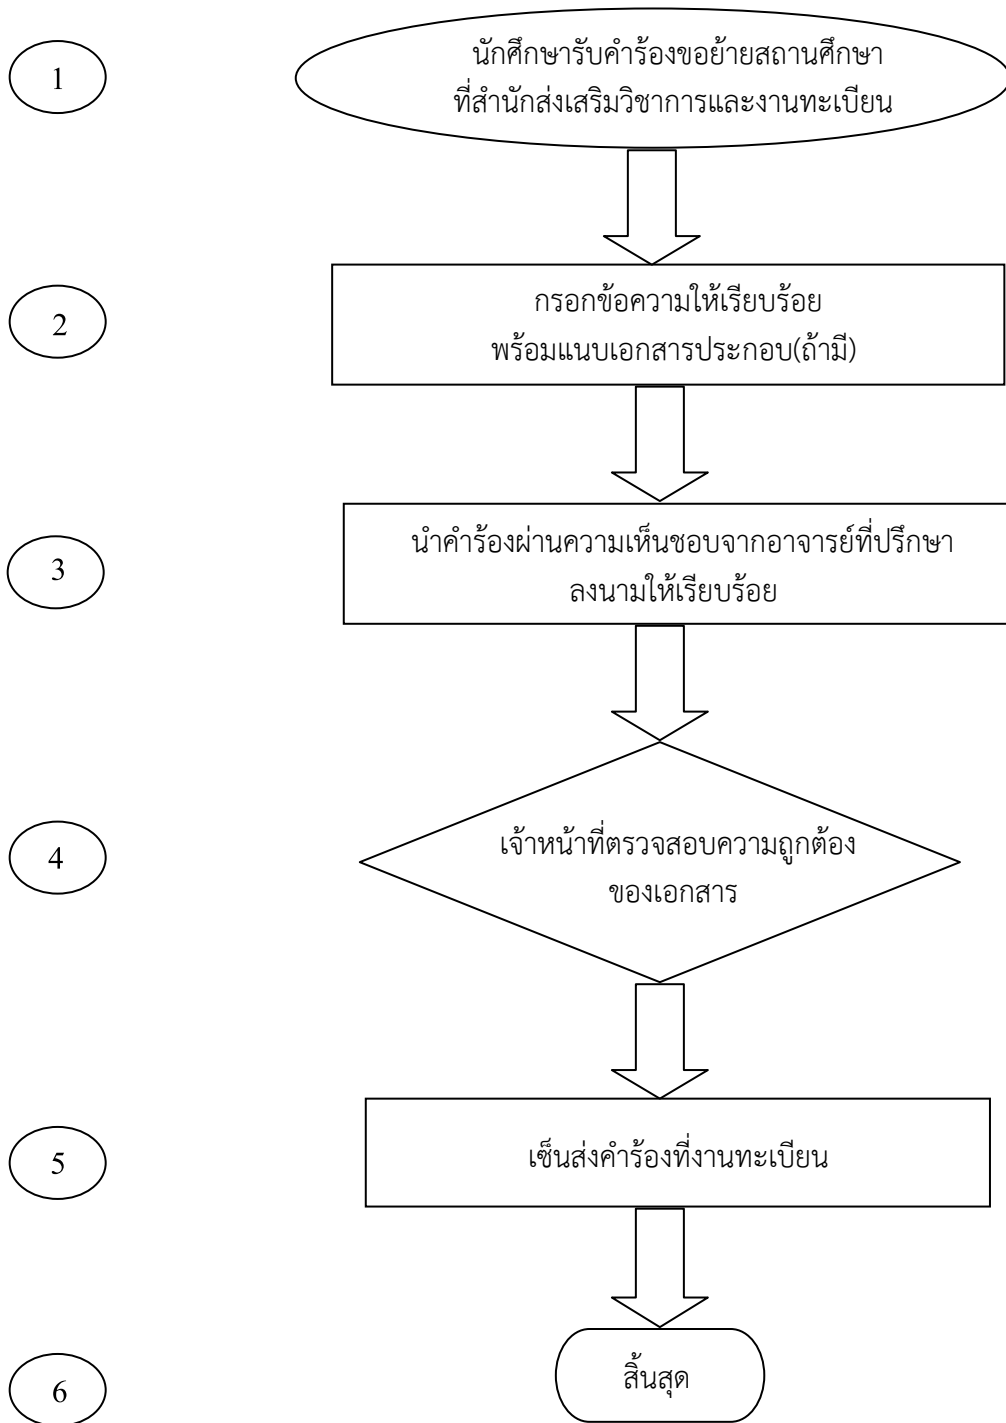 1
นักศึกษารับคำร้องขอย้ายสถานศึกษา
ที่สำนักส่งเสริมวิชาการและงานทะเบียน
2
กรอกข้อความให้เรียบร้อย
พร้อมแนบเอกสารประกอบ(ถ้ามี)
3
นำคำร้องผ่านความเห็นชอบจากอาจารย์ที่ปรึกษา
ลงนามให้เรียบร้อย
4
เจ้าหน้าที่ตรวจสอบความถูกต้อง
ของเอกสาร
5
เซ็นส่งคำร้องที่งานทะเบียน
6
สิ้นสุด